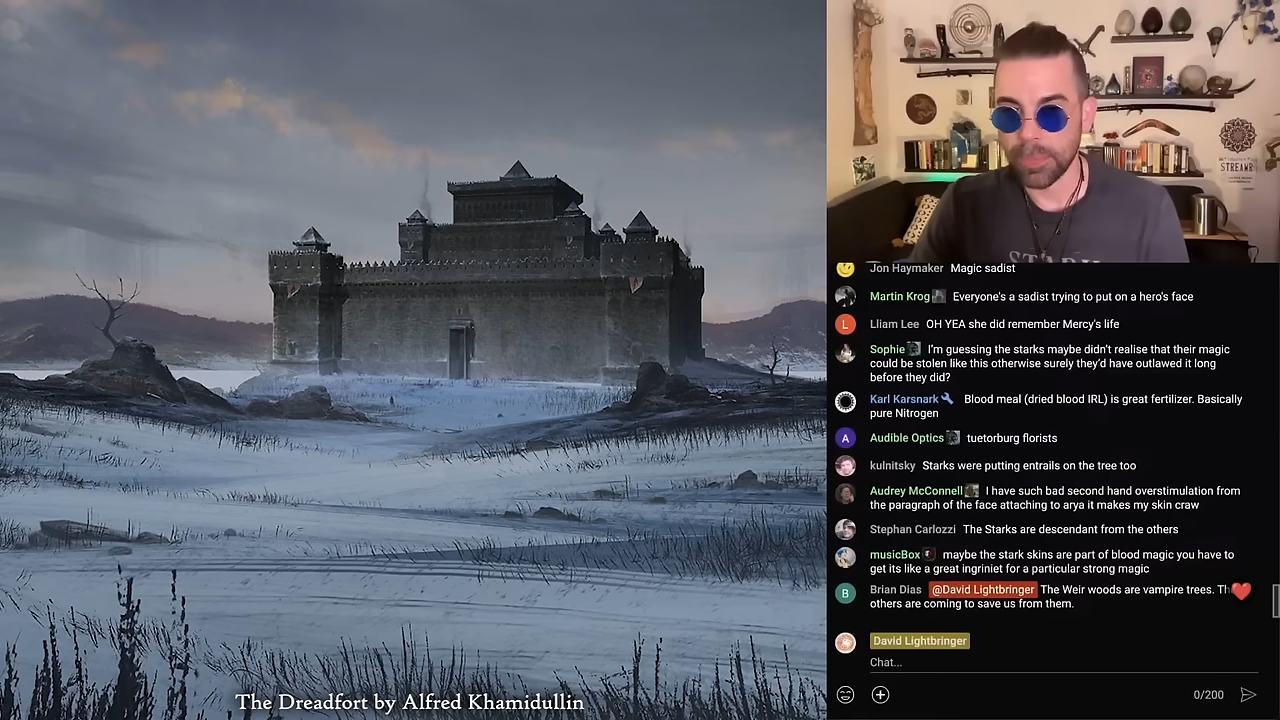 The Dreadfort by Alfred Khamidullin
STREAMR
STARK
Jon Haymaker Magic sadist
Martin Krog Everyone's a sadist trying to put on a hero's face
L
Lliam Lee OH YEA she did remember Mercy's life
Sophie I'm guessing the starks maybe didn't realise that their magic
could be stolen like this otherwise surely they'd have outlawed it long
before they did?
Karl Karsnark Blood meal (dried blood IRL) is great fertilizer. Basically
pure Nitrogen
A
Audible Optics tuetorburg florists
kulnitsky Starks were putting entrails on the tree too
Audrey McConnell I have such bad second hand overstimulation from
the paragraph of the face attaching to arya it makes my skin craw
Stephan Carlozzi The Starks are descendant from the others
musicBox maybe the stark skins are part of blood magic you have to
get its like a great ingriniet for a particular strong magic
B
Brian Dias @David Lightbringer The Weir woods are vampire trees. Th
others are coming to save us from them.
David Lightbringer
Chat...
0/200